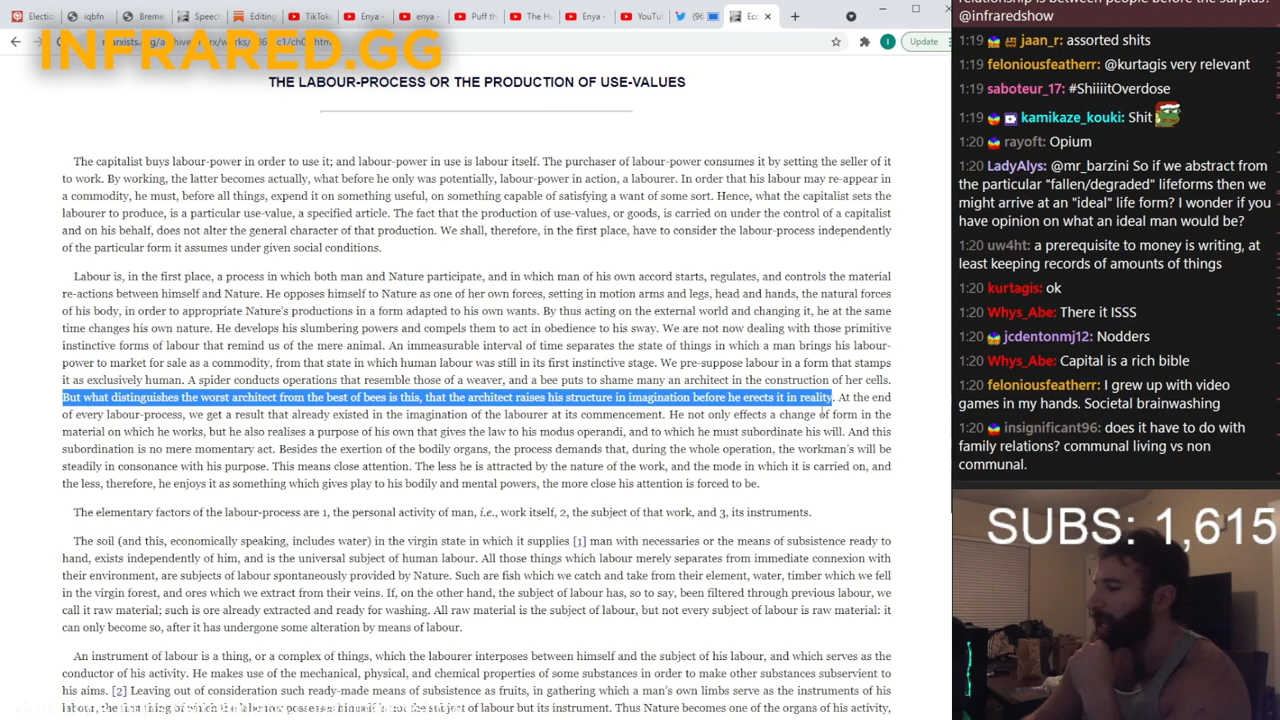 Electio
iqbfn
Breme
Speech
Editing
TikTok
Enya -
enya -
Puff th
The H
Enya -
YouTu
(96
Ec
Update
INFRARED.GG
THE LABOUR-PROCESS OR THE PRODUCTION OF USE-VALUES
The capitalist buys labour-power in order to use it; and labour-power in use is labour itself. The purchaser of labour-power consumes it by setting the seller of it
to work. By working, the latter becomes actually, what before he only was potentially, labour-power in action, a labourer. In order that his labour may re-appear in
a commodity, he must, before all things, expend it on something useful, on something capable of satisfying a want of some sort. Hence, what the capitalist sets the
labourer to produce, is a particular use-value, a specified article. The fact that the production of use-values, or goods, is carried on under the control of a capitalist
and on his behalf, does not alter the general character of that production. We shall, therefore, in the first place, have to consider the labour-process independently
of the particular form it assumes under given social conditions.
Labour is, in the first place, a process in which both man and Nature participate, and in which man of his own accord starts, regulates, and controls the material
re-actions between himself and Nature. He opposes himself to Nature as one of her own forces, setting in motion arms and legs, head and hands, the natural forces
of his body, in order to appropriate Nature's productions in a form adapted to his own wants. By thus acting on the external world and changing it, he at the same
time changes his own nature. He develops his slumbering powers and compels them to act in obedience to his sway. We are not now dealing with those primitive
instinctive forms of labour that remind us of the mere animal. An immeasurable interval of time separates the state of things in which a man brings his labour-
power to market for sale as a commodity, from that state in which human labour was still in its first instinctive stage. We pre-suppose labour in a form that stamps
it as exclusively human. A spider conducts operations that resemble those of a weaver, and a bee puts to shame many an architect in the construction of her cells.
But what distinguishes the worst architect from the best of bees is this, that the architect raises his structure in imagination before he erects it in reality. At the end
of every labour-process, we get a result that already existed in the imagination of the labourer at its commencement. He not only effects a change of form in the
material on which he works, but he also realises a purpose of his own that gives the law to his modus operandi, and to which he must subordinate his will. And this
subordination is no mere momentary act. Besides the exertion of the bodily organs, the process demands that, during the whole operation, the workman's will be
steadily in consonance with his purpose. This means close attention. The less he is attracted by the nature of the work, and the mode in which it is carried on, and
the less, therefore, he enjoys it as something which gives play to his bodily and mental powers, the more close his attention is forced to be.
The elementary factors of the labour-process are 1, the personal activity of man, i.e., work itself, 2, the subject of that work, and 3, its instruments.
The soil (and this, economically speaking, includes water) in the virgin state in which it supplies [1] man with necessaries or the means of subsistence ready to
hand, exists independently of him, and is the universal subject of human labour. All those things which labour merely separates from immediate connexion with
their environment, are subjects of labour spontaneously provided by Nature. Such are fish which we catch and take from their element, water, timber which we fell
in the virgin forest, and ores which we extract from their veins. If, on the other hand, the subject of labour has, so to say, been filtered through previous labour, we
call it raw material; such is ore already extracted and ready for washing. All raw material is the subject of labour, but not every subject of labour is raw material: it
can only become so, after it has undergone some alteration by means of labour.
An instrument of labour is a thing, or a complex of things, which the labourer interposes between himself and the subject of his labour, and which serves as the
conductor of his activity. He makes use of the mechanical, physical, and chemical properties of some substances in order to make other substances subservient to
his aims. [2] Leaving out of consideration such ready-made means of subsistence as fruits, in gathering which a man's own limbs serve as the instruments of his
labour, the first thing of Thus Nature becomes one of the organs of his activity,
relationship is between people before the surplus?
@infraredshow
1:19 jaan_r: assorted shits
1:19 feloniousfeatherr: @kurtagis very relevant
1:19 saboteur_17: #ShiiiitOverdose
1:19 kamikaze_kouki: Shit
1:20 rayoft: Opium
1:20 LadyAlys: @mr_barzini So if we abstract from
the particular "fallen/degraded" lifeforms then we
might arrive at an "ideal" life form? I wonder if you
have opinion on what an ideal man would be?
1:20 uw4ht: a prerequisite to money is writing, at
least keeping records of amounts of things
1:20 kurtagis: ok
1:20 Whys_Abe: There it ISSS
1:20 jcdentonmj12: Nodders
1:20 Whys_Abe: Capital is a rich bible
1:20 feloniousfeatherr: I grew up with video
games in my hands. Societal brainwashing
1:20 insignificant96: does it have to do with
family relations? communal living vs non
communal.
SUBS: 1,615